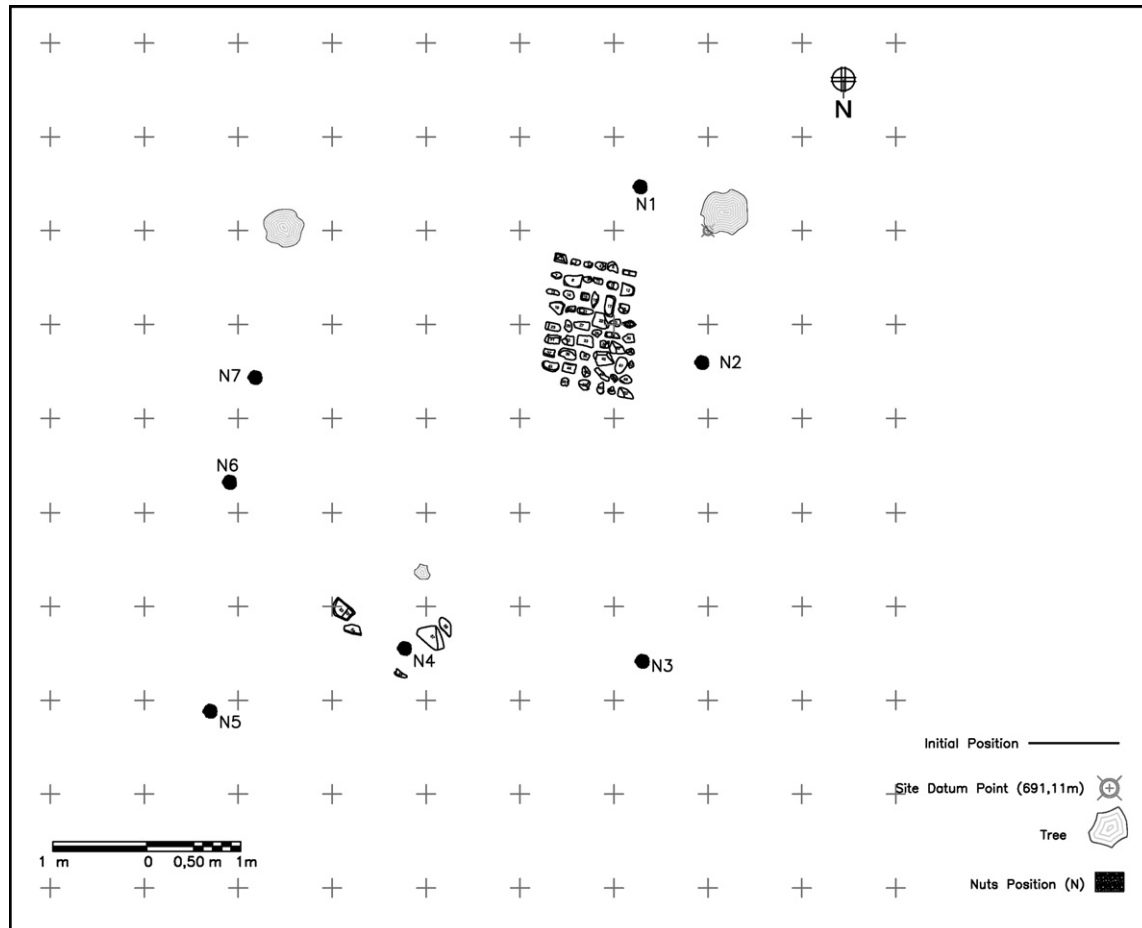 N
N1
N2
N7
N6
N4
N3
N5
Initial Position
Site Datum Point (691,11m)
Tree
1 m 0 0,50 m 1m
Nuts Position (N)